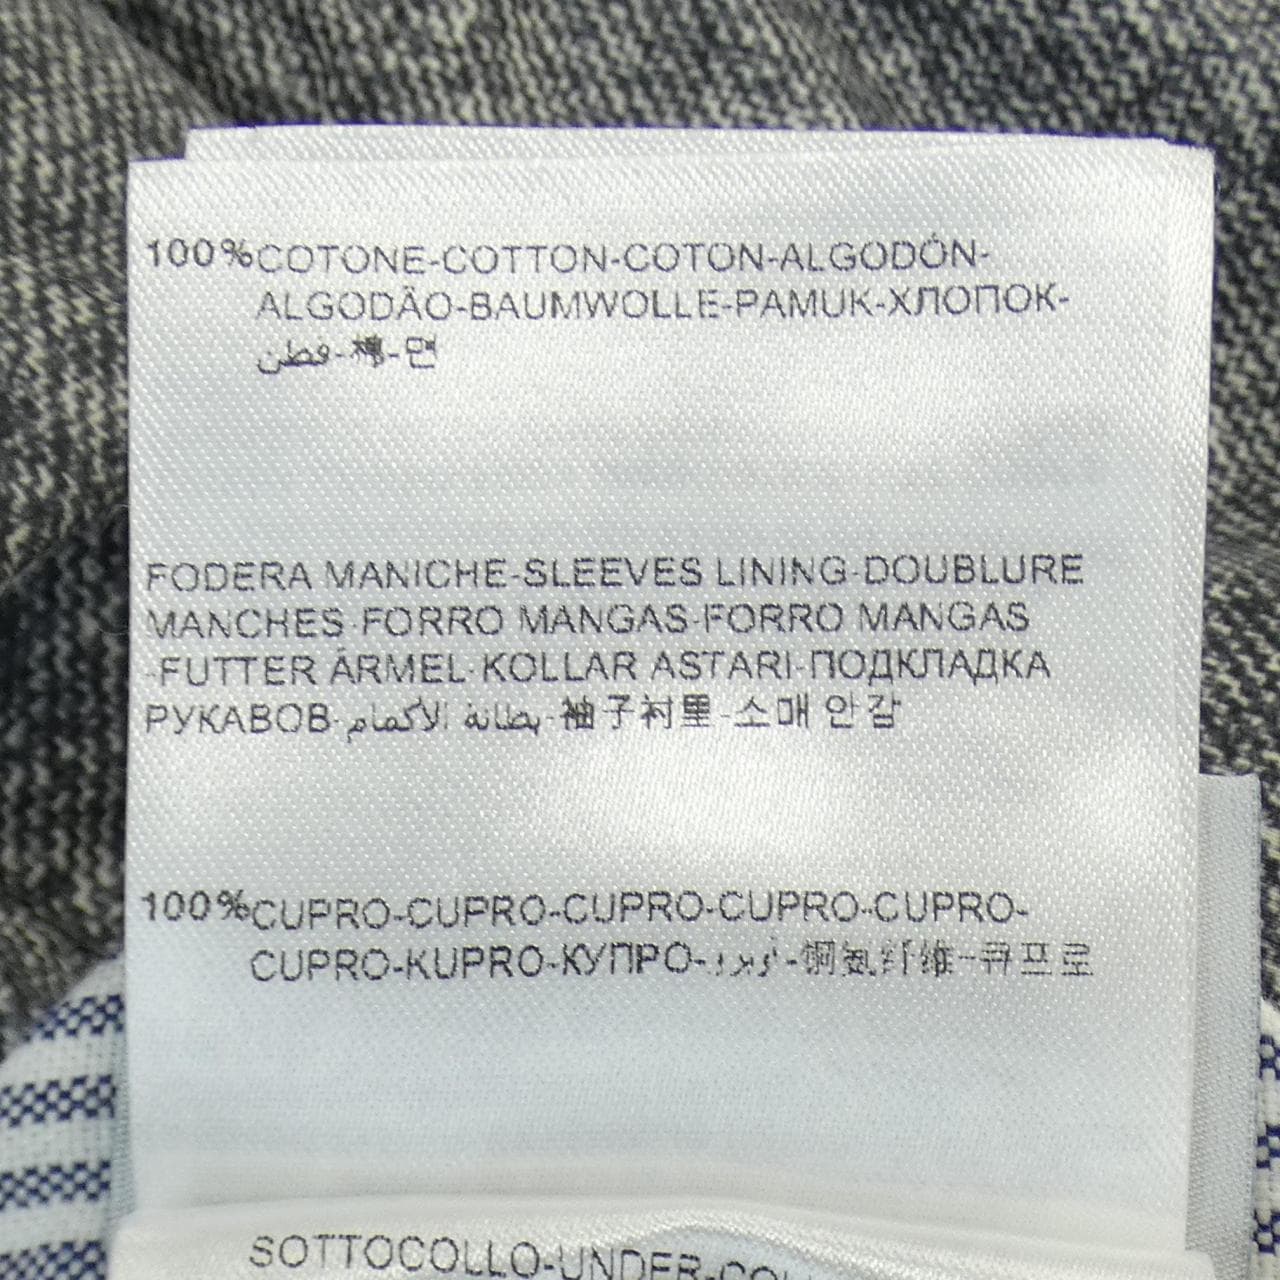 100% COTONE-COTTON-COTON-ALGODÓN-
ALGODÃO-BAUMWOLLE-PAMUK-ХЛОПОК-
قطن-棉-면
FODERA MANICHE-SLEEVES LINING-DOUBLURE
MANCHES-FORRO MANGAS-FORRO MANGAS
-FUTTER ÄRMEL-KOLLAR ASTARI-ПОДКЛАДКА
РУКАВОВ-بطانة الاكمام-袖子衬里-소매 안감
100% CUPRO-CUPRO-CUPRO-CUPRO-CUPRO-
CUPRO-KUPRO-КУПРО-铜氨纤维-큐프로
SOTTOCOLLO-UNDER-